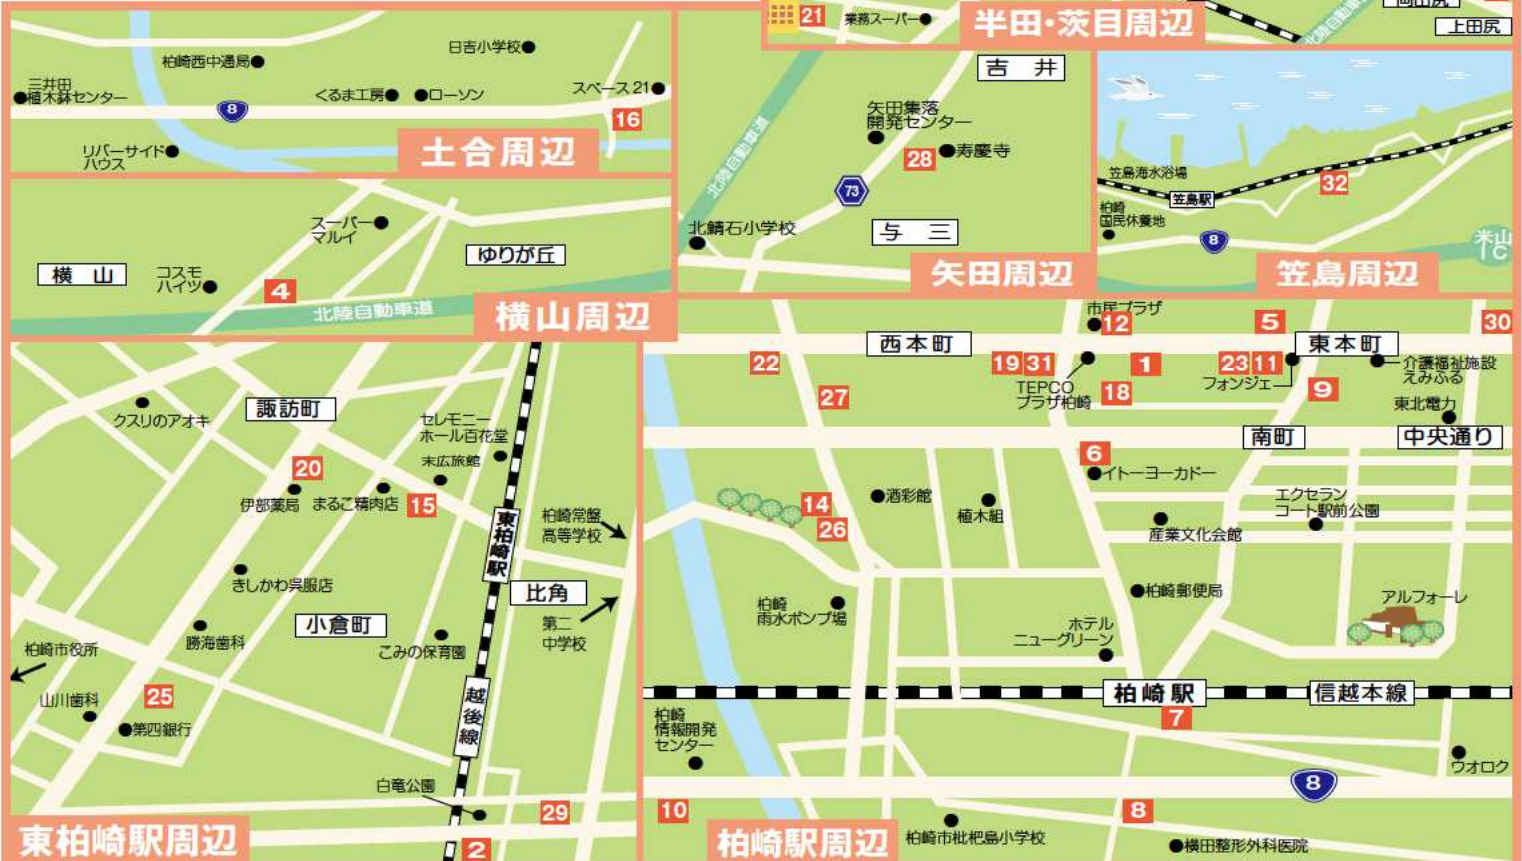 21
業務スーパー
半田・茨目周辺
北陸自動車道
上田尻
日吉小学校
柏崎西中通局
三井田
植木鉢センター
8
くるま工房
ローソン
スペース21
16
リバーサイド
ハウス
土合周辺
吉 井
矢田集落
開発センター
28
寿慶寺
北陸自動車道
73
北鯖石小学校
与 三
矢田周辺
笠島海水浴場
笠島駅
32
柏崎
国民休養地
8
米山
IC
笠島周辺
スーパー
マルイ
ゆりが丘
横 山
コスモ
ハイツ
4
北陸自動車道
横山周辺
クスリのアオキ
諏訪町
セレモニー
ホール百花堂
末広旅館
20
伊部薬局
まるこ精肉店
15
東柏崎駅
柏崎常盤
高等学校
きしかわ呉服店
比角
小倉町
第二
中学校
勝海歯科
こみの保育園
柏崎市役所
25
山川歯科
第四銀行
越後線
白竜公園
29
東柏崎駅周辺
2
市民プラザ
12
5
30
西本町
東本町
22
19
31
1
23
11
介護福祉施設
えみふる
TEPCO
プラザ柏崎
フォンジェ
27
18
9
東北電力
南町
中央通り
6
イトーヨーカドー
14
酒彩館
植木組
エクセラン
コート駅前公園
26
産業文化会館
柏崎
雨水ポンプ場
柏崎郵便局
アルフォーレ
ホテル
ニューグリーン
柏崎駅
信越本線
7
柏崎
情報開発
センター
ウオロク
8
10
8
柏崎駅周辺
柏崎市枇杷島小学校
横田整形外科医院